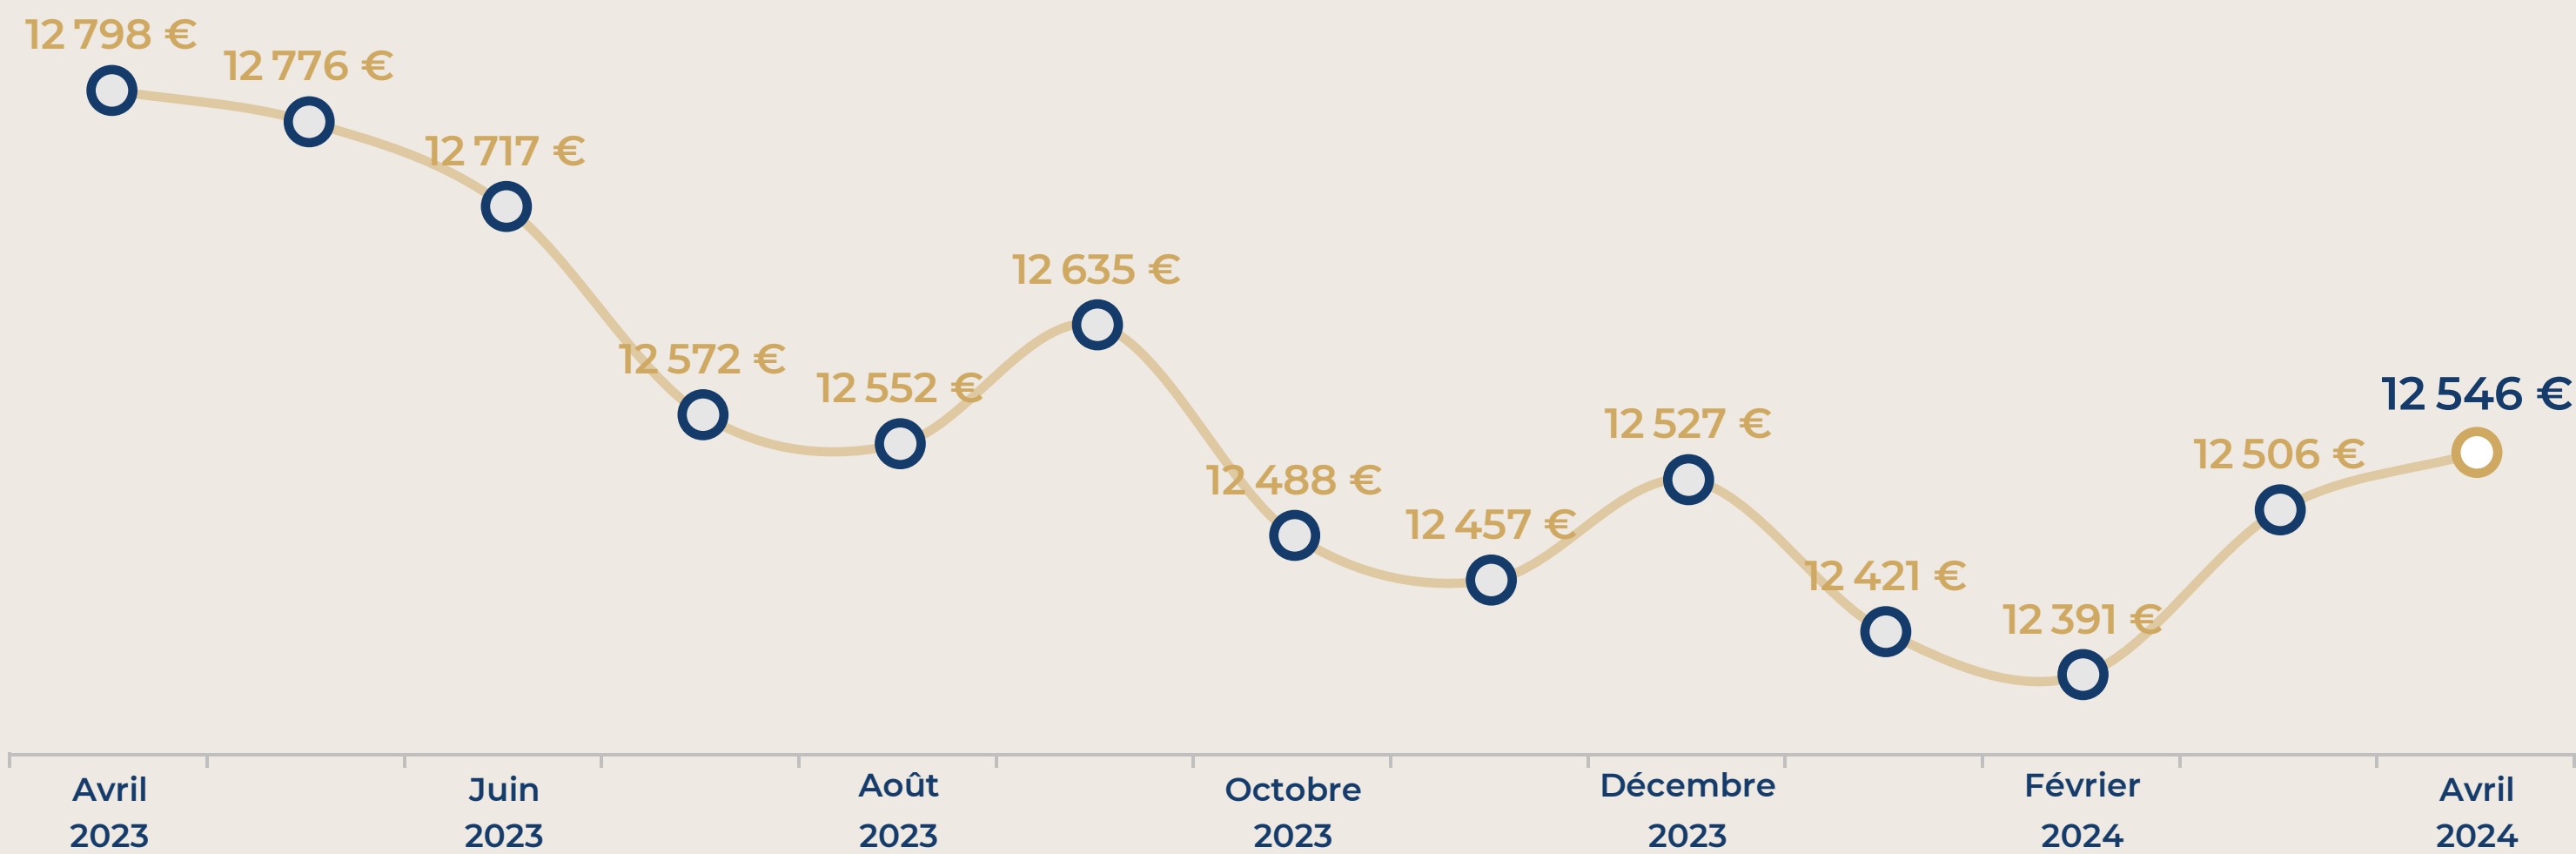 12 798 €
12 776 €
12 717 €
12 572 €
12 552 €
12 635 €
12 488 €
12 457 €
12 527 €
12 421 €
12 391 €
12 506 €
12 546 €
Avril 2023
Juin 2023
Août 2023
Octobre 2023
Décembre 2023
Février 2024
Avril 2024